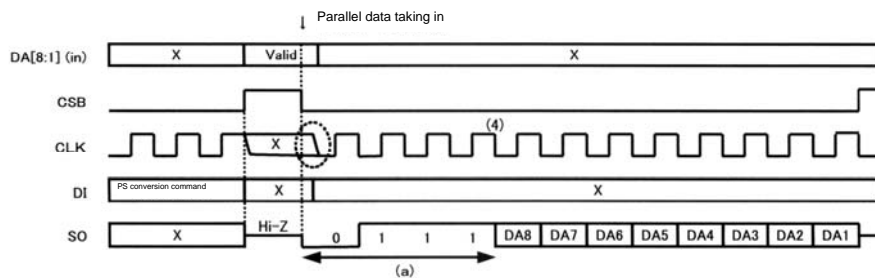 ↓ Parallel data taking in
DA[8:1] (in) X Valid X
CSB
CLK X (4)
DI PS conversion command X X
SO X Hi-Z 0 1 1 1 DA8 DA7 DA6 DA5 DA4 DA3 DA2 DA1
(a)